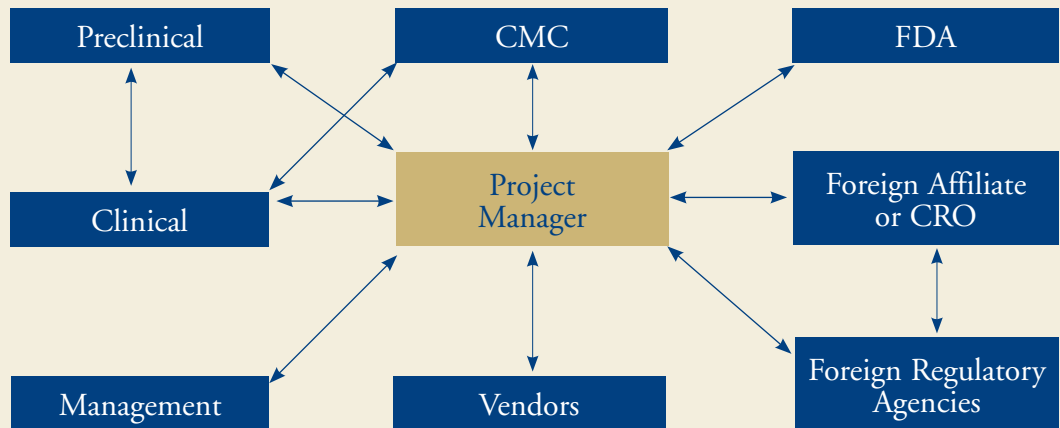 Preclinical
CMC
FDA
Project
Manager
Clinical
Foreign Affiliate
or CRO
Management
Vendors
Foreign Regulatory
Agencies